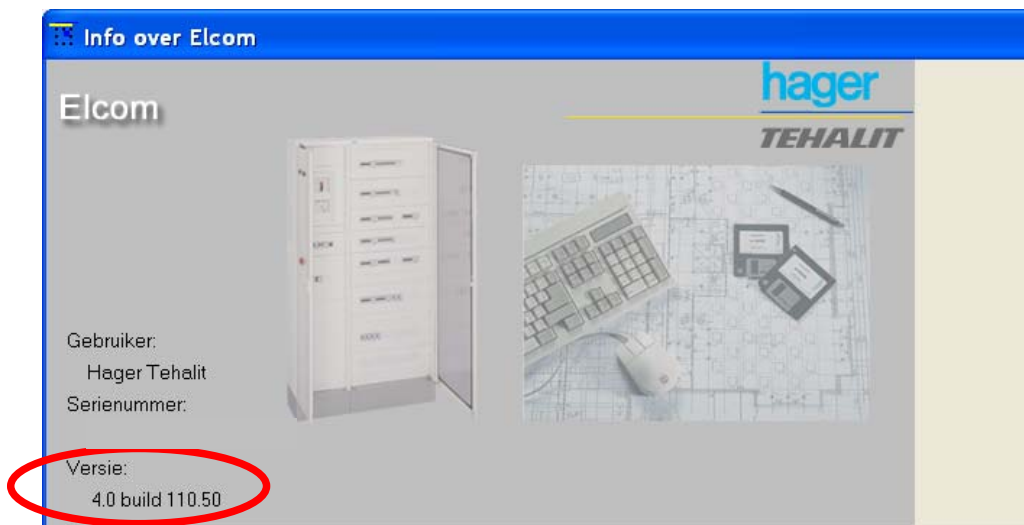 Info over Elcom
hager
Elcom
TEHALIT
Gebruiker:
Hager Tehalit
Serienummer:
Versie:
4.0 build 110.50